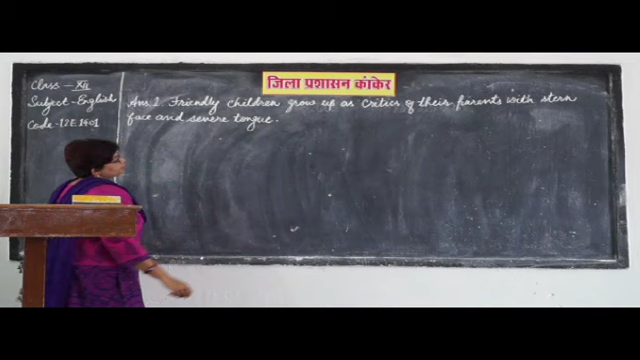 जिला प्रशासन कांकेर
Class - XII
Subject - English
Code - 12E1401
Ans.1. Friendly children grow up as critics of their parents with stern
face and severe tongue.